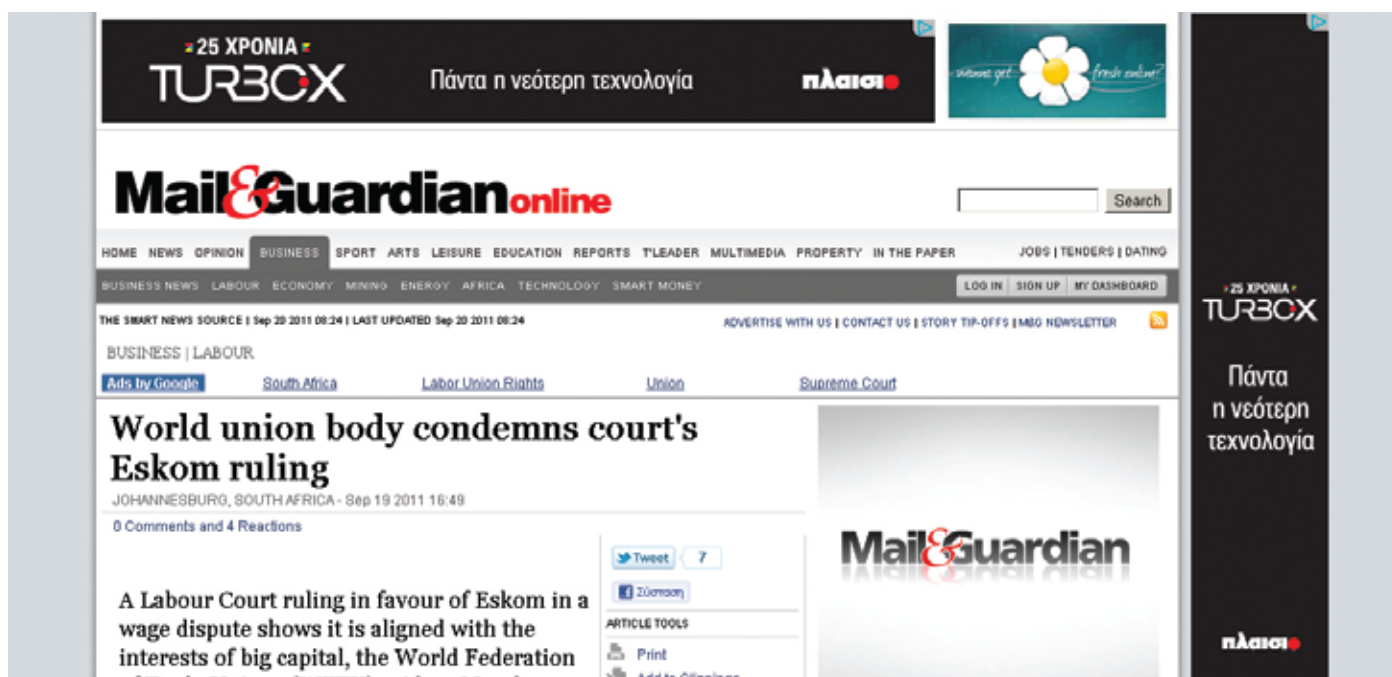 25 ΧΡΟΝΙΑ
TURBOX
Πάντα η νεότερη τεχνολογία
πλαισιο
wanna get
fresh online?
Mail&Guardianonline
Search
HOME NEWS OPINION BUSINESS SPORT ARTS LEISURE EDUCATION REPORTS T'LEADER MULTIMEDIA PROPERTY IN THE PAPER JOBS | TENDERS | DATING
BUSINESS NEWS LABOUR ECONOMY MINING ENERGY AFRICA TECHNOLOGY SMART MONEY LOG IN SIGN UP MY DASHBOARD
THE SMART NEWS SOURCE | Sep 20 2011 08:24 | LAST UPDATED Sep 20 2011 08:24 ADVERTISE WITH US | CONTACT US | STORY TIP-OFFS | M&G NEWSLETTER
BUSINESS | LABOUR
Ads by Google South Africa Labor Union Rights Union Supreme Court
World union body condemns court's
Eskom ruling
JOHANNESBURG, SOUTH AFRICA - Sep 19 2011 16:49
0 Comments and 4 Reactions
A Labour Court ruling in favour of Eskom in a
wage dispute shows it is aligned with the
interests of big capital, the World Federation
Tweet 7
Σύσταση
ARTICLE TOOLS
Print
Add to Clippings
Mail&Guardian
25 ΧΡΟΝΙΑ
TURBOX
Πάντα
η νεότερη
τεχνολογία
πλαισιο